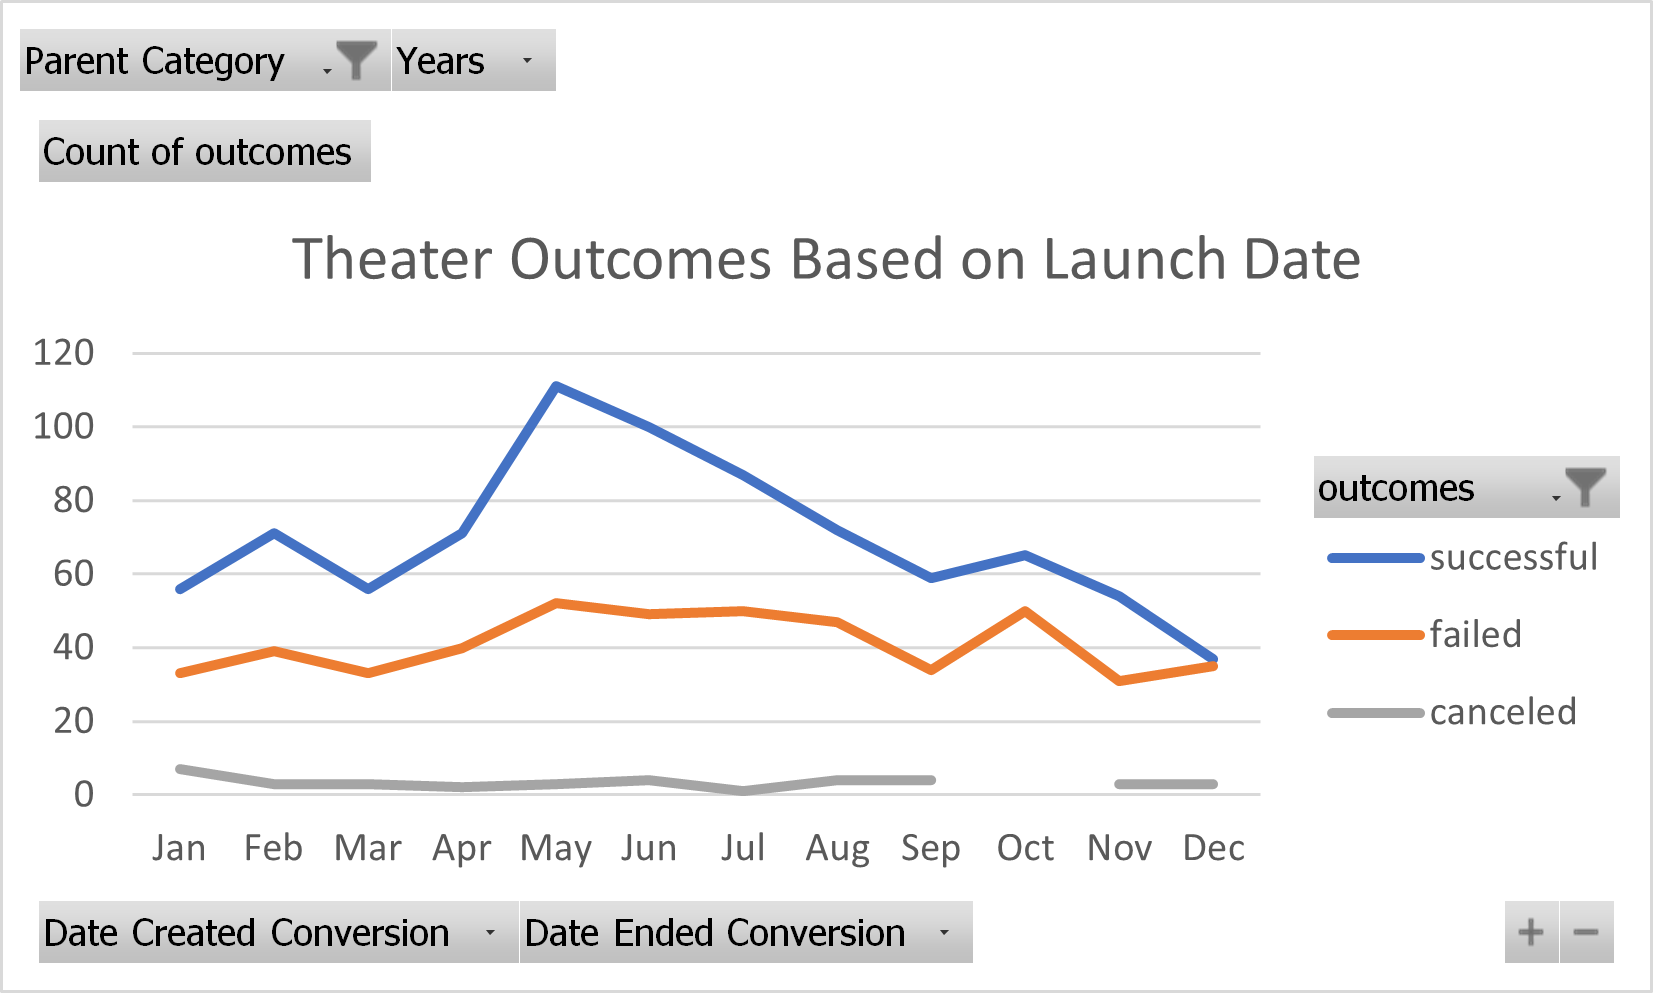 Parent Category Years
Count of outcomes
Theater Outcomes Based on Launch Date
120
100
80
60
40
20
0
Jan Feb Mar Apr May Jun Jul Aug Sep Oct Nov Dec
outcomes
successful
failed
canceled
Date Created Conversion Date Ended Conversion
+ −